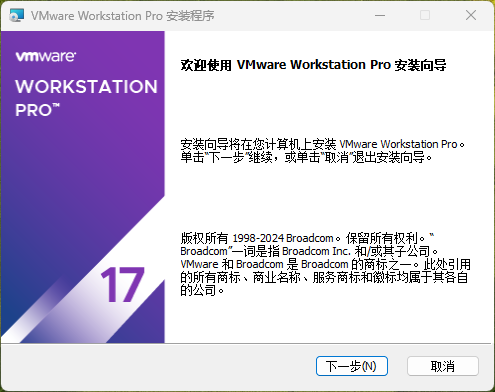 VMware Workstation Pro 安装程序
vmware®
WORKSTATION
PRO™
17
欢迎使用 VMware Workstation Pro 安装向导
安装向导将在您计算机上安装 VMware Workstation Pro。
单击“下一步”继续，或单击“取消”退出安装向导。
版权所有 1998-2024 Broadcom。保留所有权利。“
Broadcom”一词是指 Broadcom Inc. 和/或其子公司。
VMware 和 Broadcom 是 Broadcom 的商标之一。此处引用
的所有商标、商业名称、服务商标和徽标均属于其各自
的公司。
下一步(N)
取消